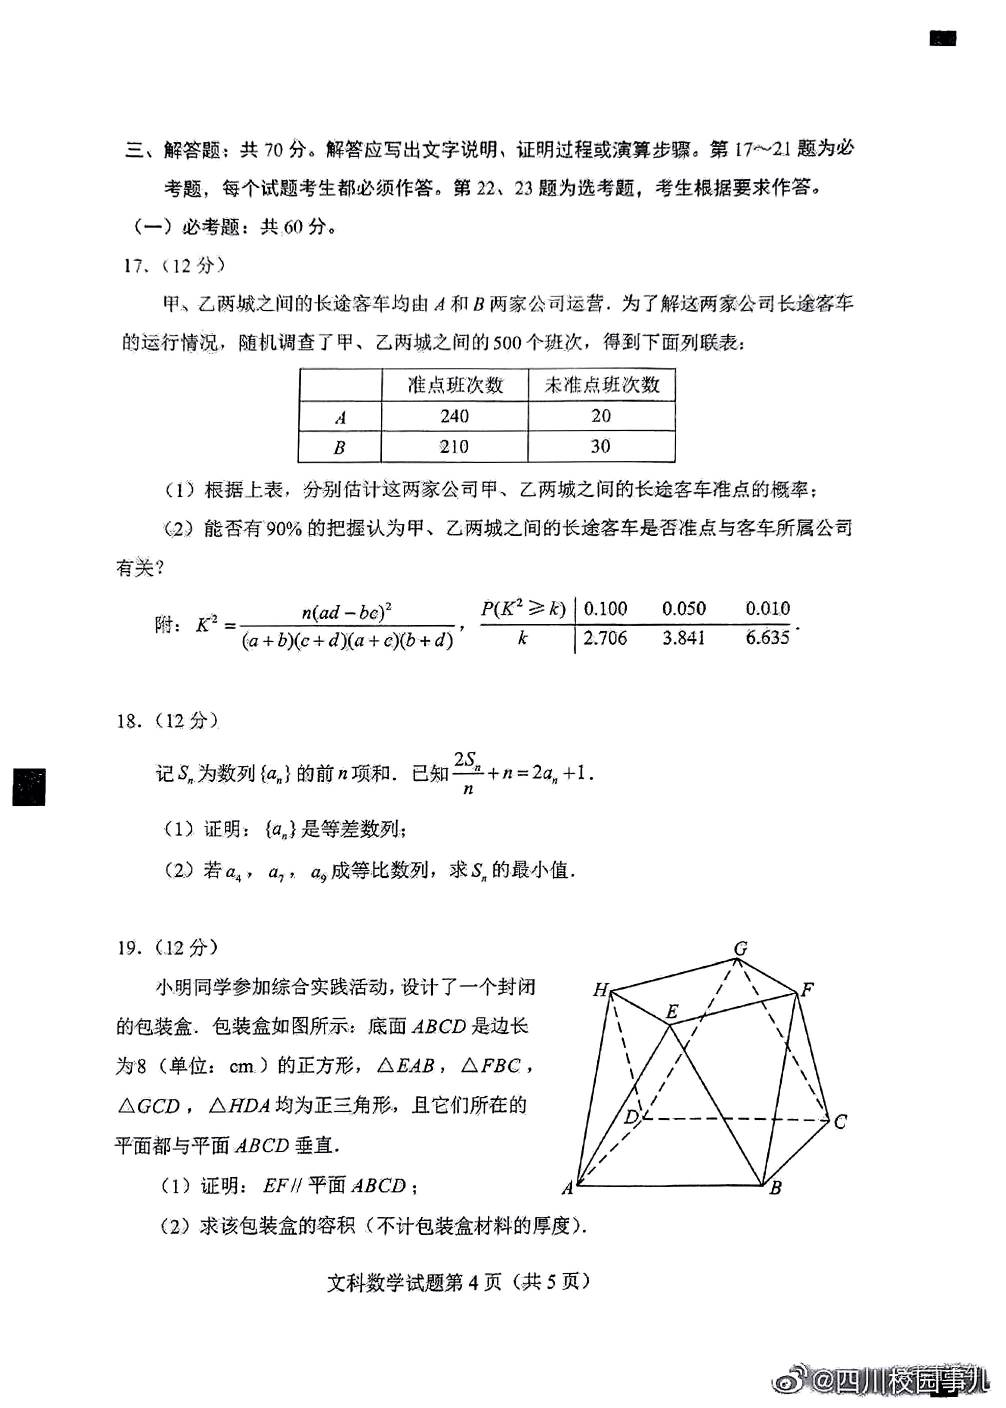 三、解答题：共 70 分。解答应写出文字说明、证明过程或演算步骤。第 17～21 题为必
考题，每个试题考生都必须作答。第 22、23 题为选考题，考生根据要求作答。
（一）必考题：共 60 分。
17.（12 分）
甲、乙两城之间的长途客车均由 A 和 B 两家公司运营. 为了解这两家公司长途客车
的运行情况，随机调查了甲、乙两城之间的 500 个班次，得到下面列联表：
准点班次数 未准点班次数
A 240 20
B 210 30
（1）根据上表，分别估计这两家公司甲、乙两城之间的长途客车准点的概率；
（2）能否有 90% 的把握认为甲、乙两城之间的长途客车是否准点与客车所属公司
有关？
附：K² = n(ad − bc)² / (a + b)(c + d)(a + c)(b + d)， P(K² ≥ k) 0.100 0.050 0.010
k 2.706 3.841 6.635.
18.（12 分）
记 Sₙ 为数列 {aₙ} 的前 n 项和. 已知 2Sₙ/n + n = 2aₙ + 1.
（1）证明：{aₙ} 是等差数列；
（2）若 a₄，a₇，a₉ 成等比数列，求 Sₙ 的最小值.
19.（12 分）
小明同学参加综合实践活动，设计了一个封闭
的包装盒. 包装盒如图所示：底面 ABCD 是边长
为 8（单位：cm）的正方形，△EAB，△FBC，
△GCD，△HDA 均为正三角形，且它们所在的
平面都与平面 ABCD 垂直.
（1）证明：EF // 平面 ABCD；
（2）求该包装盒的容积（不计包装盒材料的厚度）.
G
H
F
E
D
C
A
B
文科数学试题第 4 页（共 5 页）
@四川校园事儿